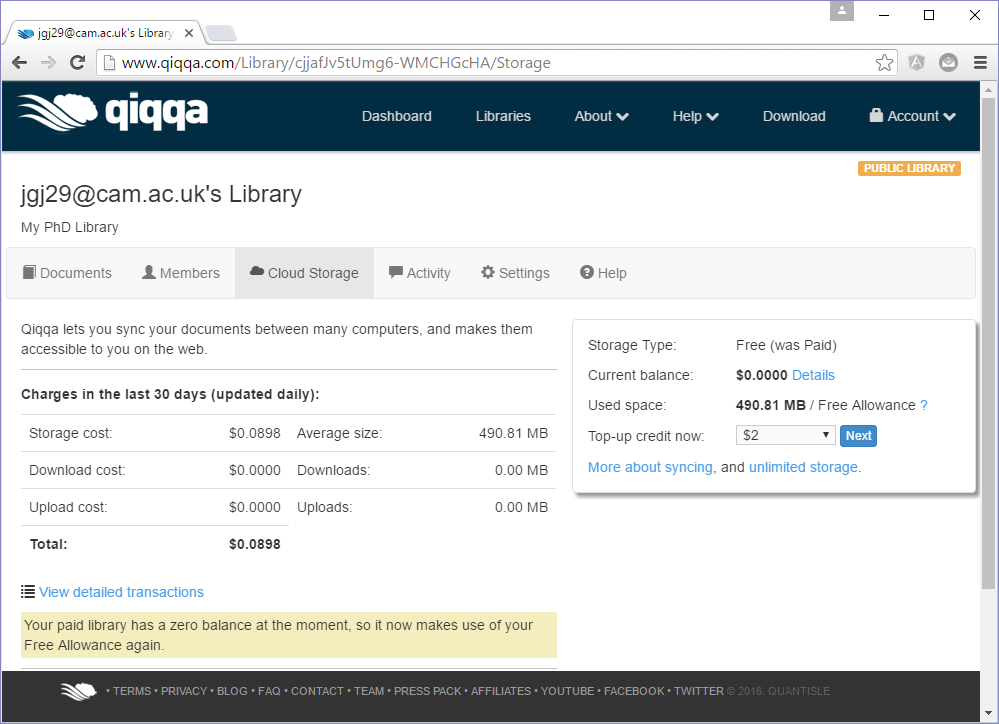 jgj29@cam.ac.uk's Library
www.qiqqa.com/Library/cjjafJv5tUmg6-WMCHGcHA/Storage
qiqqa
Dashboard Libraries About Help Download Account
PUBLIC LIBRARY
jgj29@cam.ac.uk's Library
My PhD Library
Documents Members Cloud Storage Activity Settings Help
Qiqqa lets you sync your documents between many computers, and makes them
accessible to you on the web.
Charges in the last 30 days (updated daily):
Storage cost: $0.0898 Average size: 490.81 MB
Download cost: $0.0000 Downloads: 0.00 MB
Upload cost: $0.0000 Uploads: 0.00 MB
Total: $0.0898
View detailed transactions
Your paid library has a zero balance at the moment, so it now makes use of your
Free Allowance again.
Storage Type: Free (was Paid)
Current balance: $0.0000 Details
Used space: 490.81 MB / Free Allowance ?
Top-up credit now: $2 Next
More about syncing, and unlimited storage.
• TERMS • PRIVACY • BLOG • FAQ • CONTACT • TEAM • PRESS PACK • AFFILIATES • YOUTUBE • FACEBOOK • TWITTER © 2016. QUANTISLE